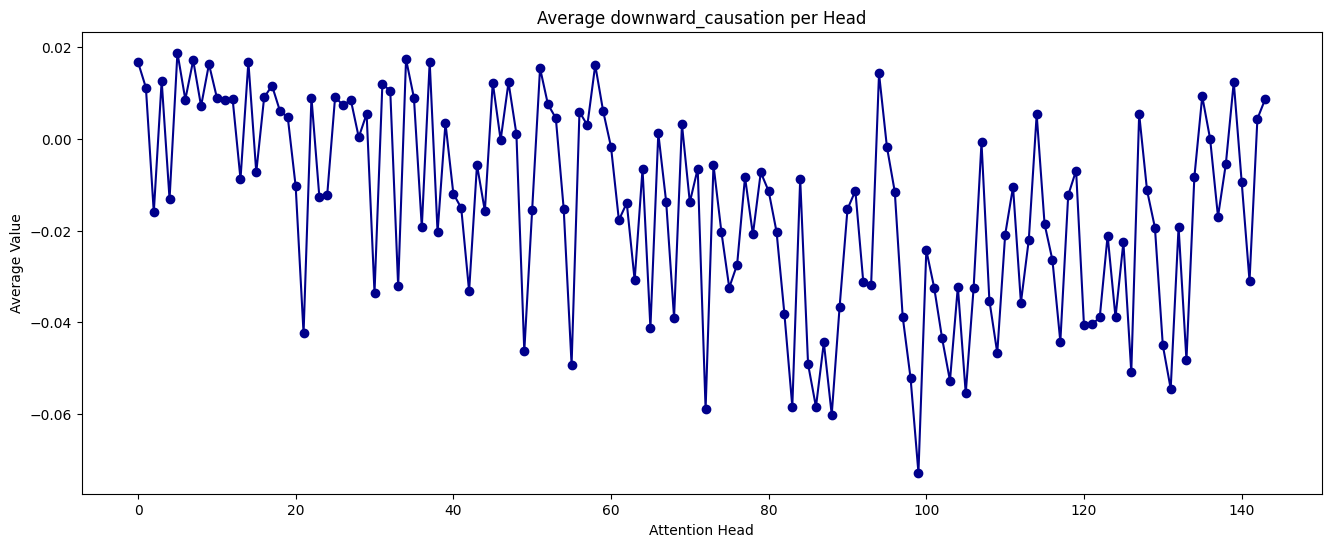 Average downward_causation per Head
0.02
0.00
−0.02
−0.04
−0.06
Average Value
0 20 40 60 80 100 120 140
Attention Head